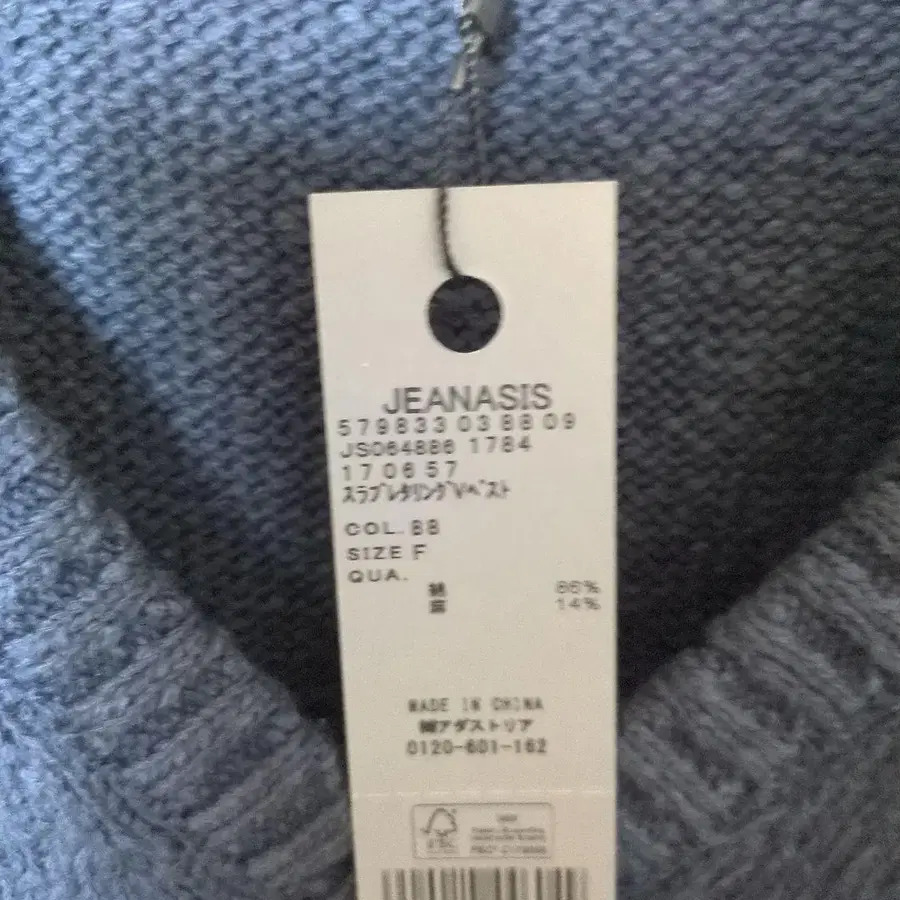 JEANASIS
579833 03 88 09
JS064886 1784
170657
スラブレタリングVベスト
COL. 88
SIZE F
QUA.
綿 86%
麻 14%
MADE IN CHINA
㈱アダストリア
0120-601-162
FSC